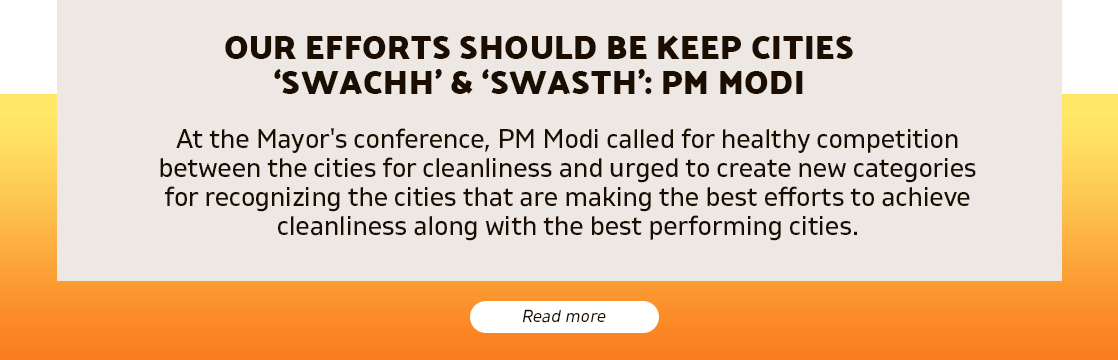 OUR EFFORTS SHOULD BE KEEP CITIES
‘SWACHH’ & ‘SWASTH’: PM MODI
At the Mayor's conference, PM Modi called for healthy competition
between the cities for cleanliness and urged to create new categories
for recognizing the cities that are making the best efforts to achieve
cleanliness along with the best performing cities.
Read more